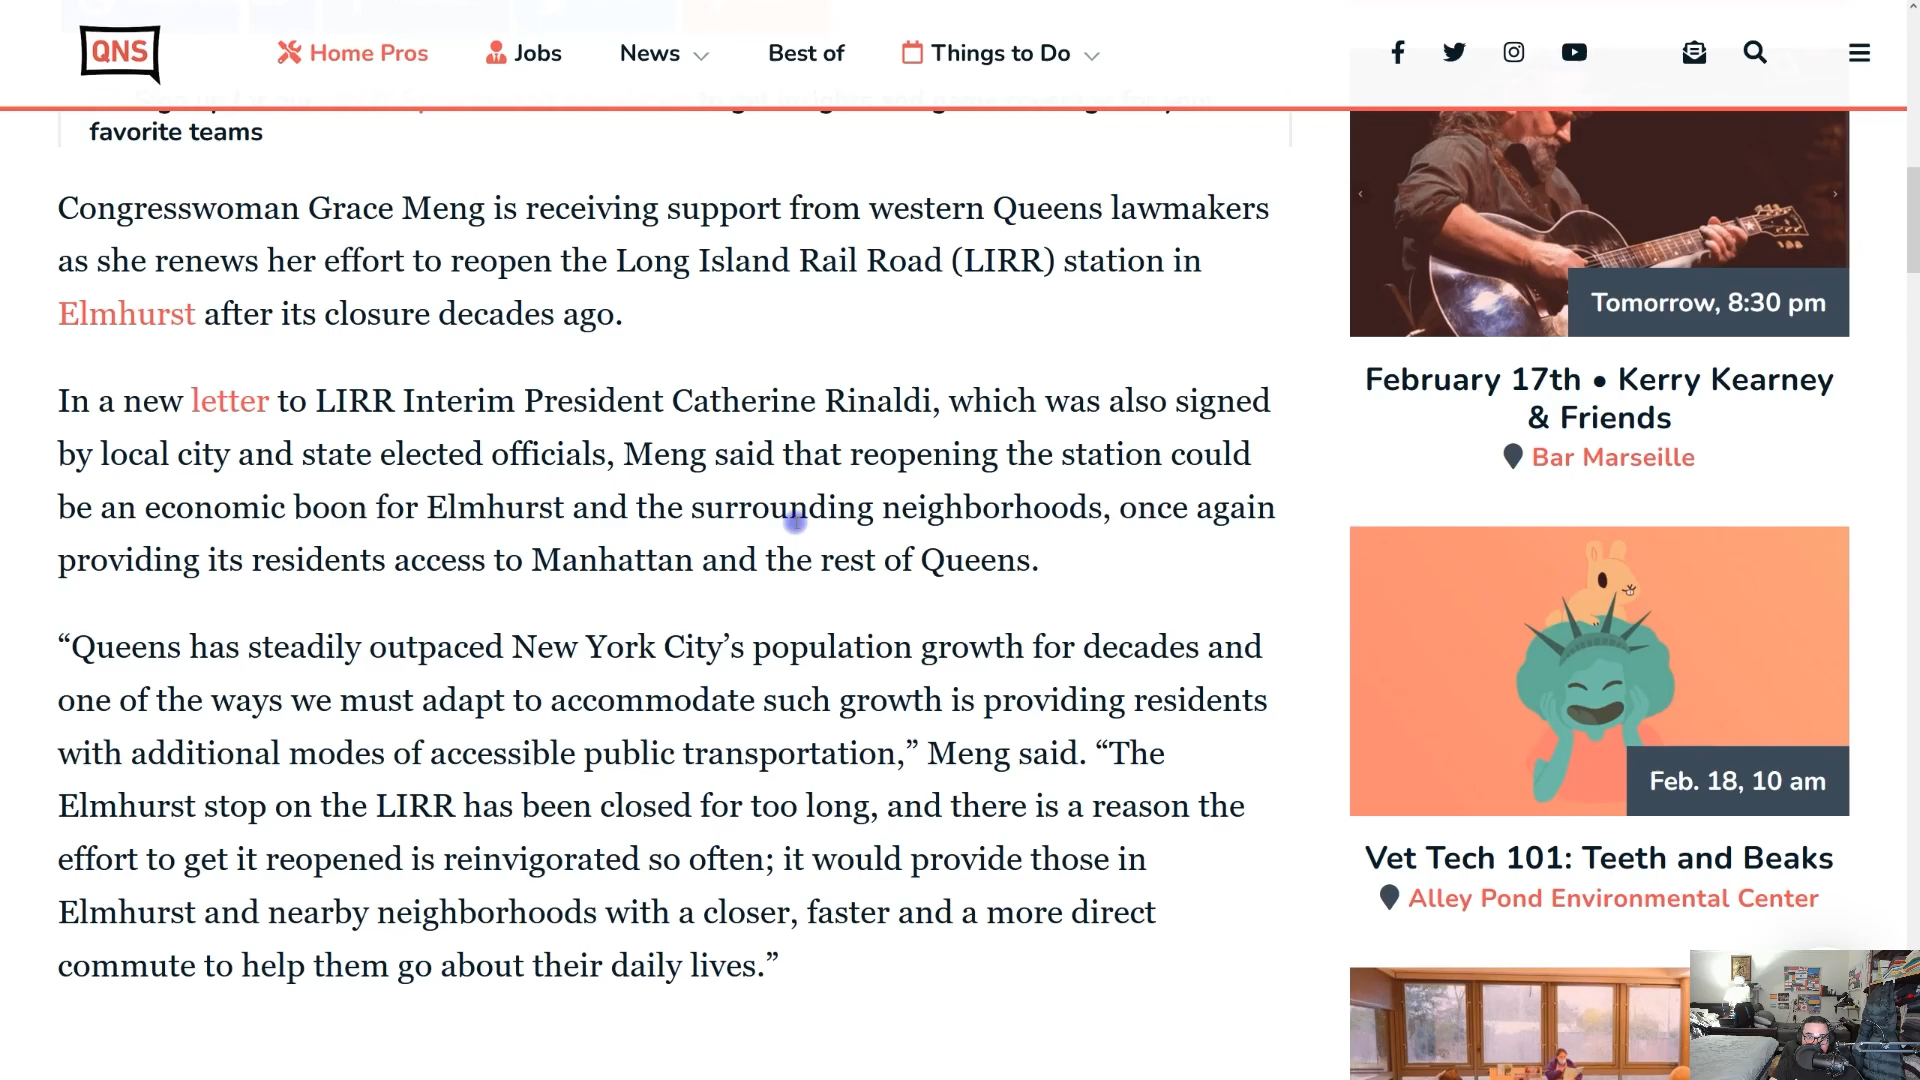 QNS
Home Pros
Jobs
News
Best of
Things to Do
favorite teams
Congresswoman Grace Meng is receiving support from western Queens lawmakers
as she renews her effort to reopen the Long Island Rail Road (LIRR) station in
Elmhurst after its closure decades ago.
In a new letter to LIRR Interim President Catherine Rinaldi, which was also signed
by local city and state elected officials, Meng said that reopening the station could
be an economic boon for Elmhurst and the surrounding neighborhoods, once again
providing its residents access to Manhattan and the rest of Queens.
“Queens has steadily outpaced New York City’s population growth for decades and
one of the ways we must adapt to accommodate such growth is providing residents
with additional modes of accessible public transportation,” Meng said. “The
Elmhurst stop on the LIRR has been closed for too long, and there is a reason the
effort to get it reopened is reinvigorated so often; it would provide those in
Elmhurst and nearby neighborhoods with a closer, faster and a more direct
commute to help them go about their daily lives.”
Tomorrow, 8:30 pm
February 17th • Kerry Kearney
& Friends
Bar Marseille
Feb. 18, 10 am
Vet Tech 101: Teeth and Beaks
Alley Pond Environmental Center